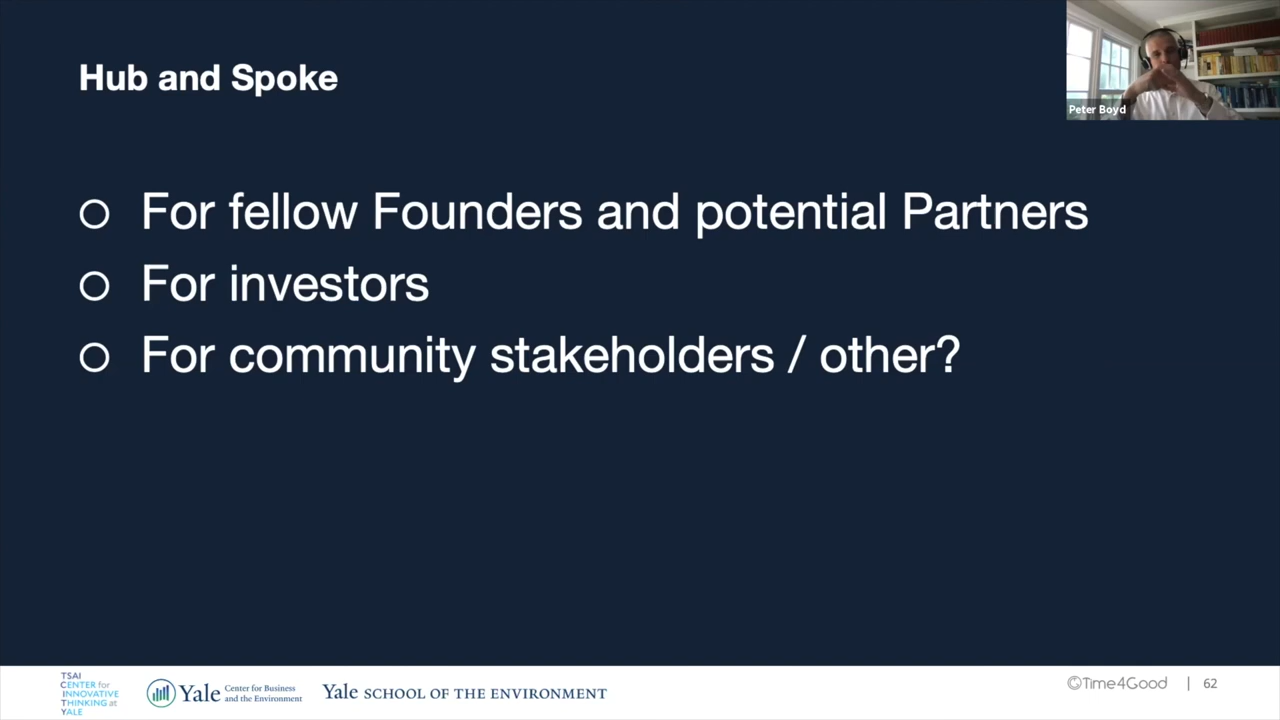 Hub and Spoke
Peter Boyd
For fellow Founders and potential Partners
For investors
For community stakeholders / other?
TSAI
CENTER for
INNOVATIVE
THINKING at
YALE
Yale Center for Business
and the Environment
Yale SCHOOL OF THE ENVIRONMENT
©Time4Good | 62